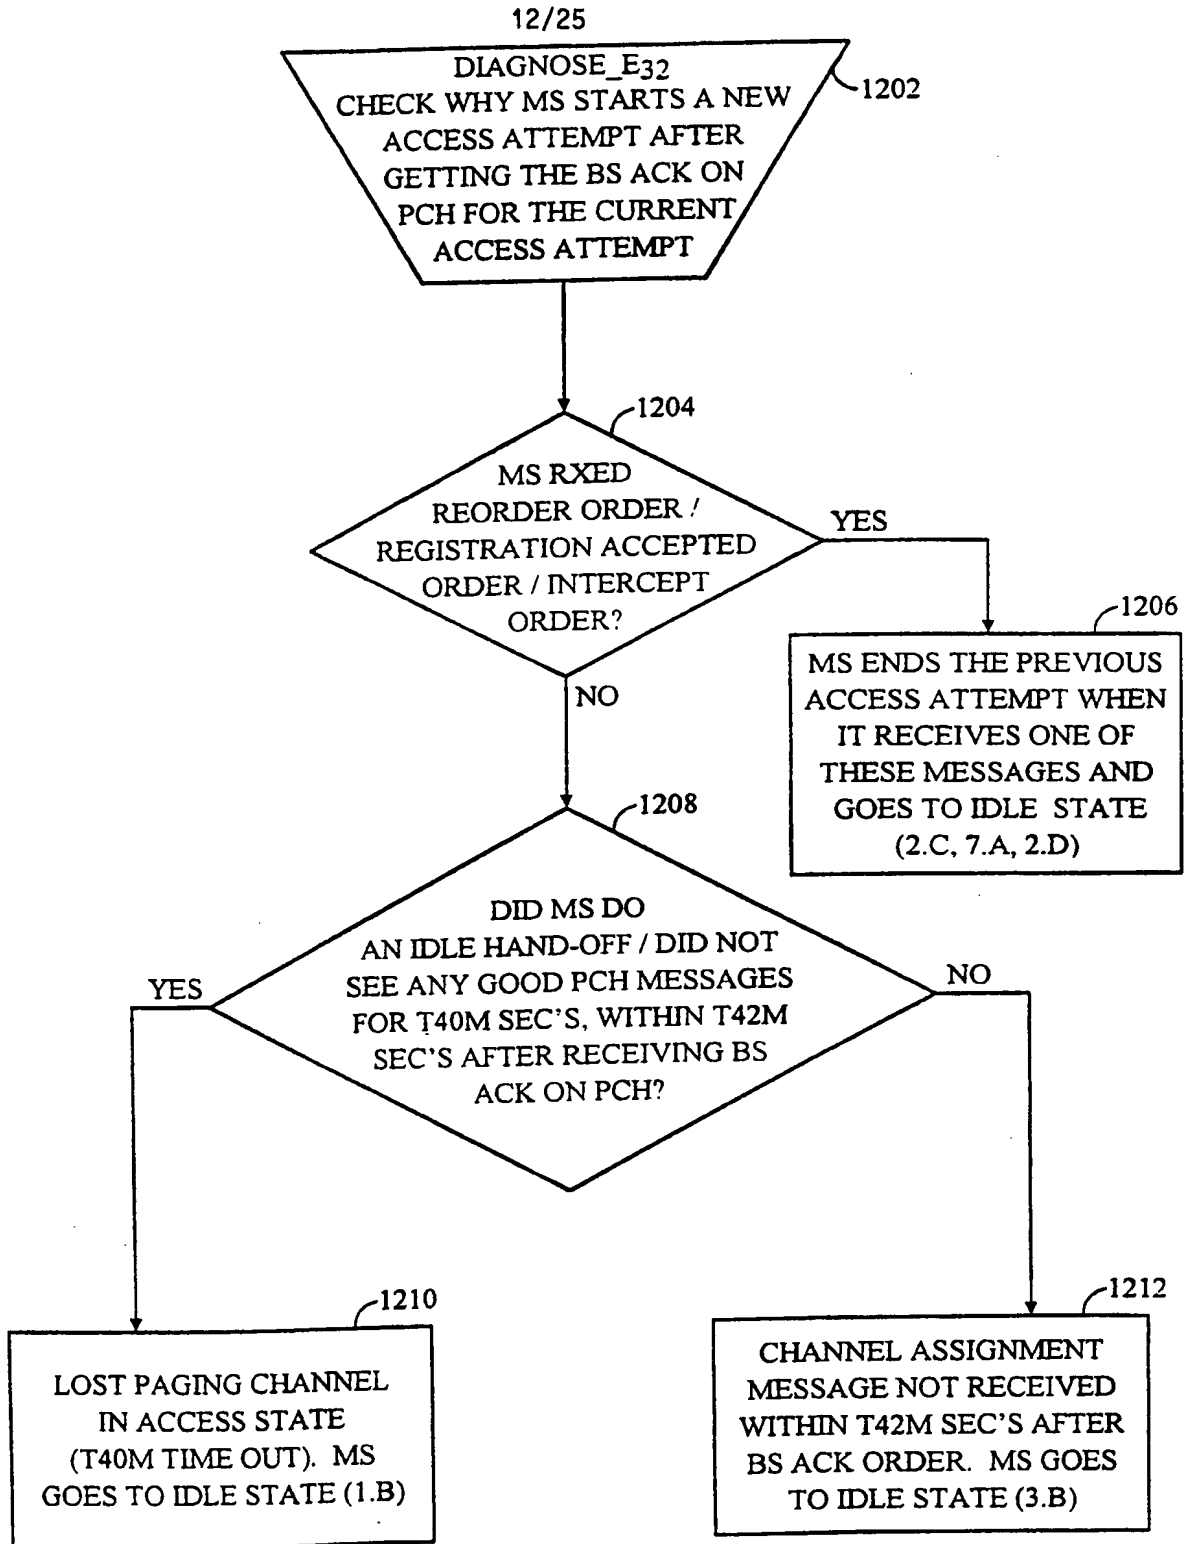 12/25
DIAGNOSE_E32
CHECK WHY MS STARTS A NEW
ACCESS ATTEMPT AFTER
GETTING THE BS ACK ON
PCH FOR THE CURRENT
ACCESS ATTEMPT
1202
1204
MS RXED
REORDER ORDER /
REGISTRATION ACCEPTED
ORDER / INTERCEPT
ORDER?
YES
NO
1206
MS ENDS THE PREVIOUS
ACCESS ATTEMPT WHEN
IT RECEIVES ONE OF
THESE MESSAGES AND
GOES TO IDLE STATE
(2.C, 7.A, 2.D)
1208
DID MS DO
AN IDLE HAND-OFF / DID NOT
SEE ANY GOOD PCH MESSAGES
FOR T40M SEC'S, WITHIN T42M
SEC'S AFTER RECEIVING BS
ACK ON PCH?
YES
NO
1210
LOST PAGING CHANNEL
IN ACCESS STATE
(T40M TIME OUT). MS
GOES TO IDLE STATE (1.B)
1212
CHANNEL ASSIGNMENT
MESSAGE NOT RECEIVED
WITHIN T42M SEC'S AFTER
BS ACK ORDER. MS GOES
TO IDLE STATE (3.B)